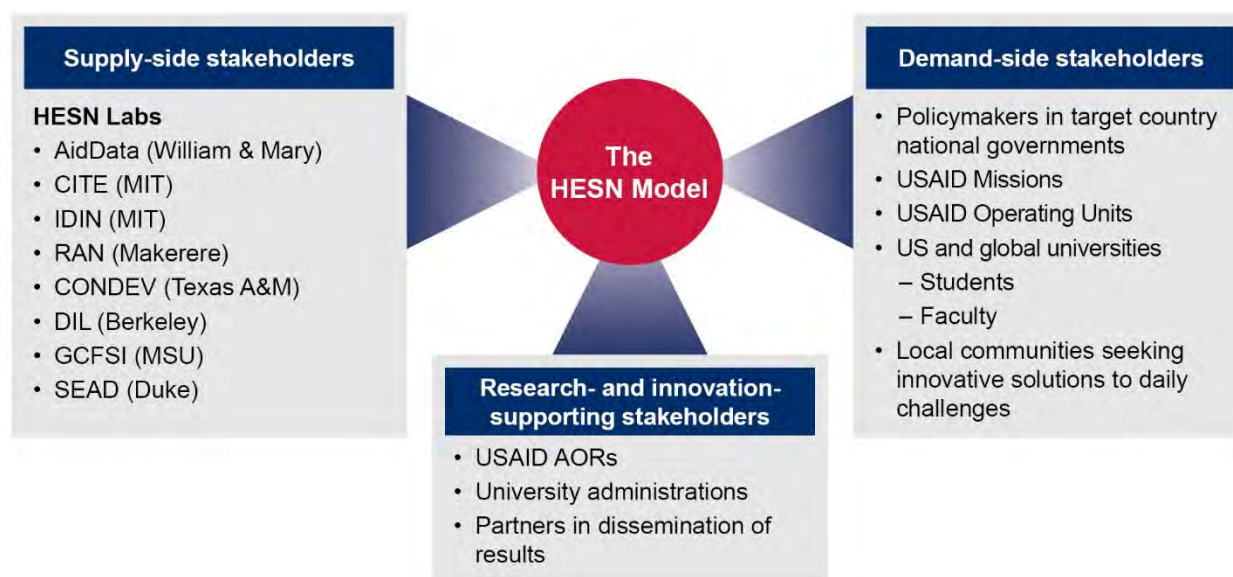 Supply-side stakeholders
HESN Labs
• AidData (William & Mary)
• CITE (MIT)
• IDIN (MIT)
• RAN (Makerere)
• CONDEV (Texas A&M)
• DIL (Berkeley)
• GCFSI (MSU)
• SEAD (Duke)
The
HESN Model
Research- and innovation-
supporting stakeholders
• USAID AORs
• University administrations
• Partners in dissemination of
results
Demand-side stakeholders
• Policymakers in target country
national governments
• USAID Missions
• USAID Operating Units
• US and global universities
– Students
– Faculty
• Local communities seeking
innovative solutions to daily
challenges